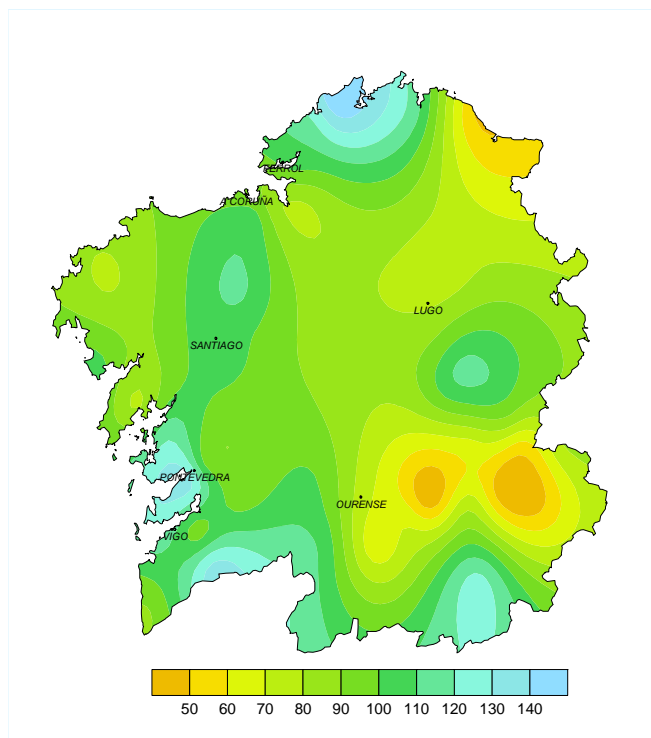 FERROL
A CORUÑA
LUGO
SANTIAGO
PONTEVEDRA
OURENSE
VIGO
50 60 70 80 90 100 110 120 130 140